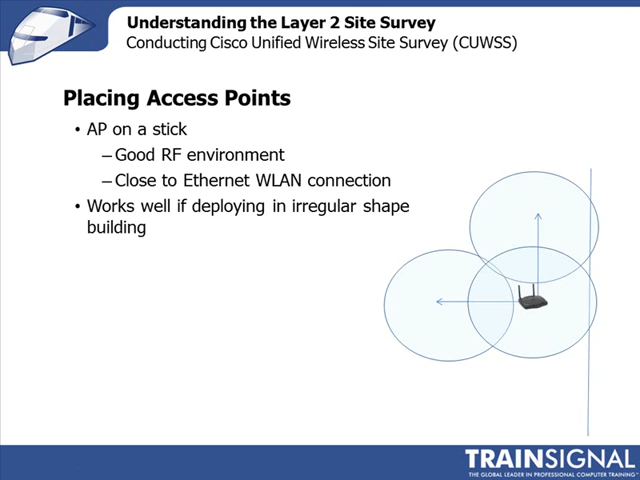 Understanding the Layer 2 Site Survey
Conducting Cisco Unified Wireless Site Survey (CUWSS)
Placing Access Points
• AP on a stick
– Good RF environment
– Close to Ethernet WLAN connection
• Works well if deploying in irregular shape
building
TRAINSIGNAL
THE GLOBAL LEADER IN PROFESSIONAL COMPUTER TRAINING